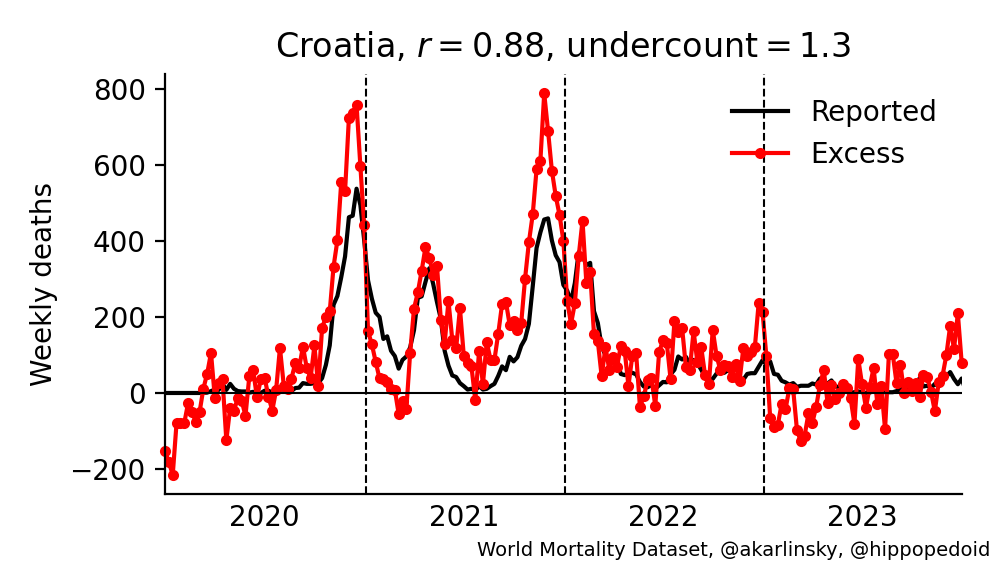 Croatia, r = 0.88, undercount = 1.3
800
600
400
200
0
−200
Weekly deaths
Reported
Excess
2020
2021
2022
2023
World Mortality Dataset, @akarlinsky, @hippopedoid